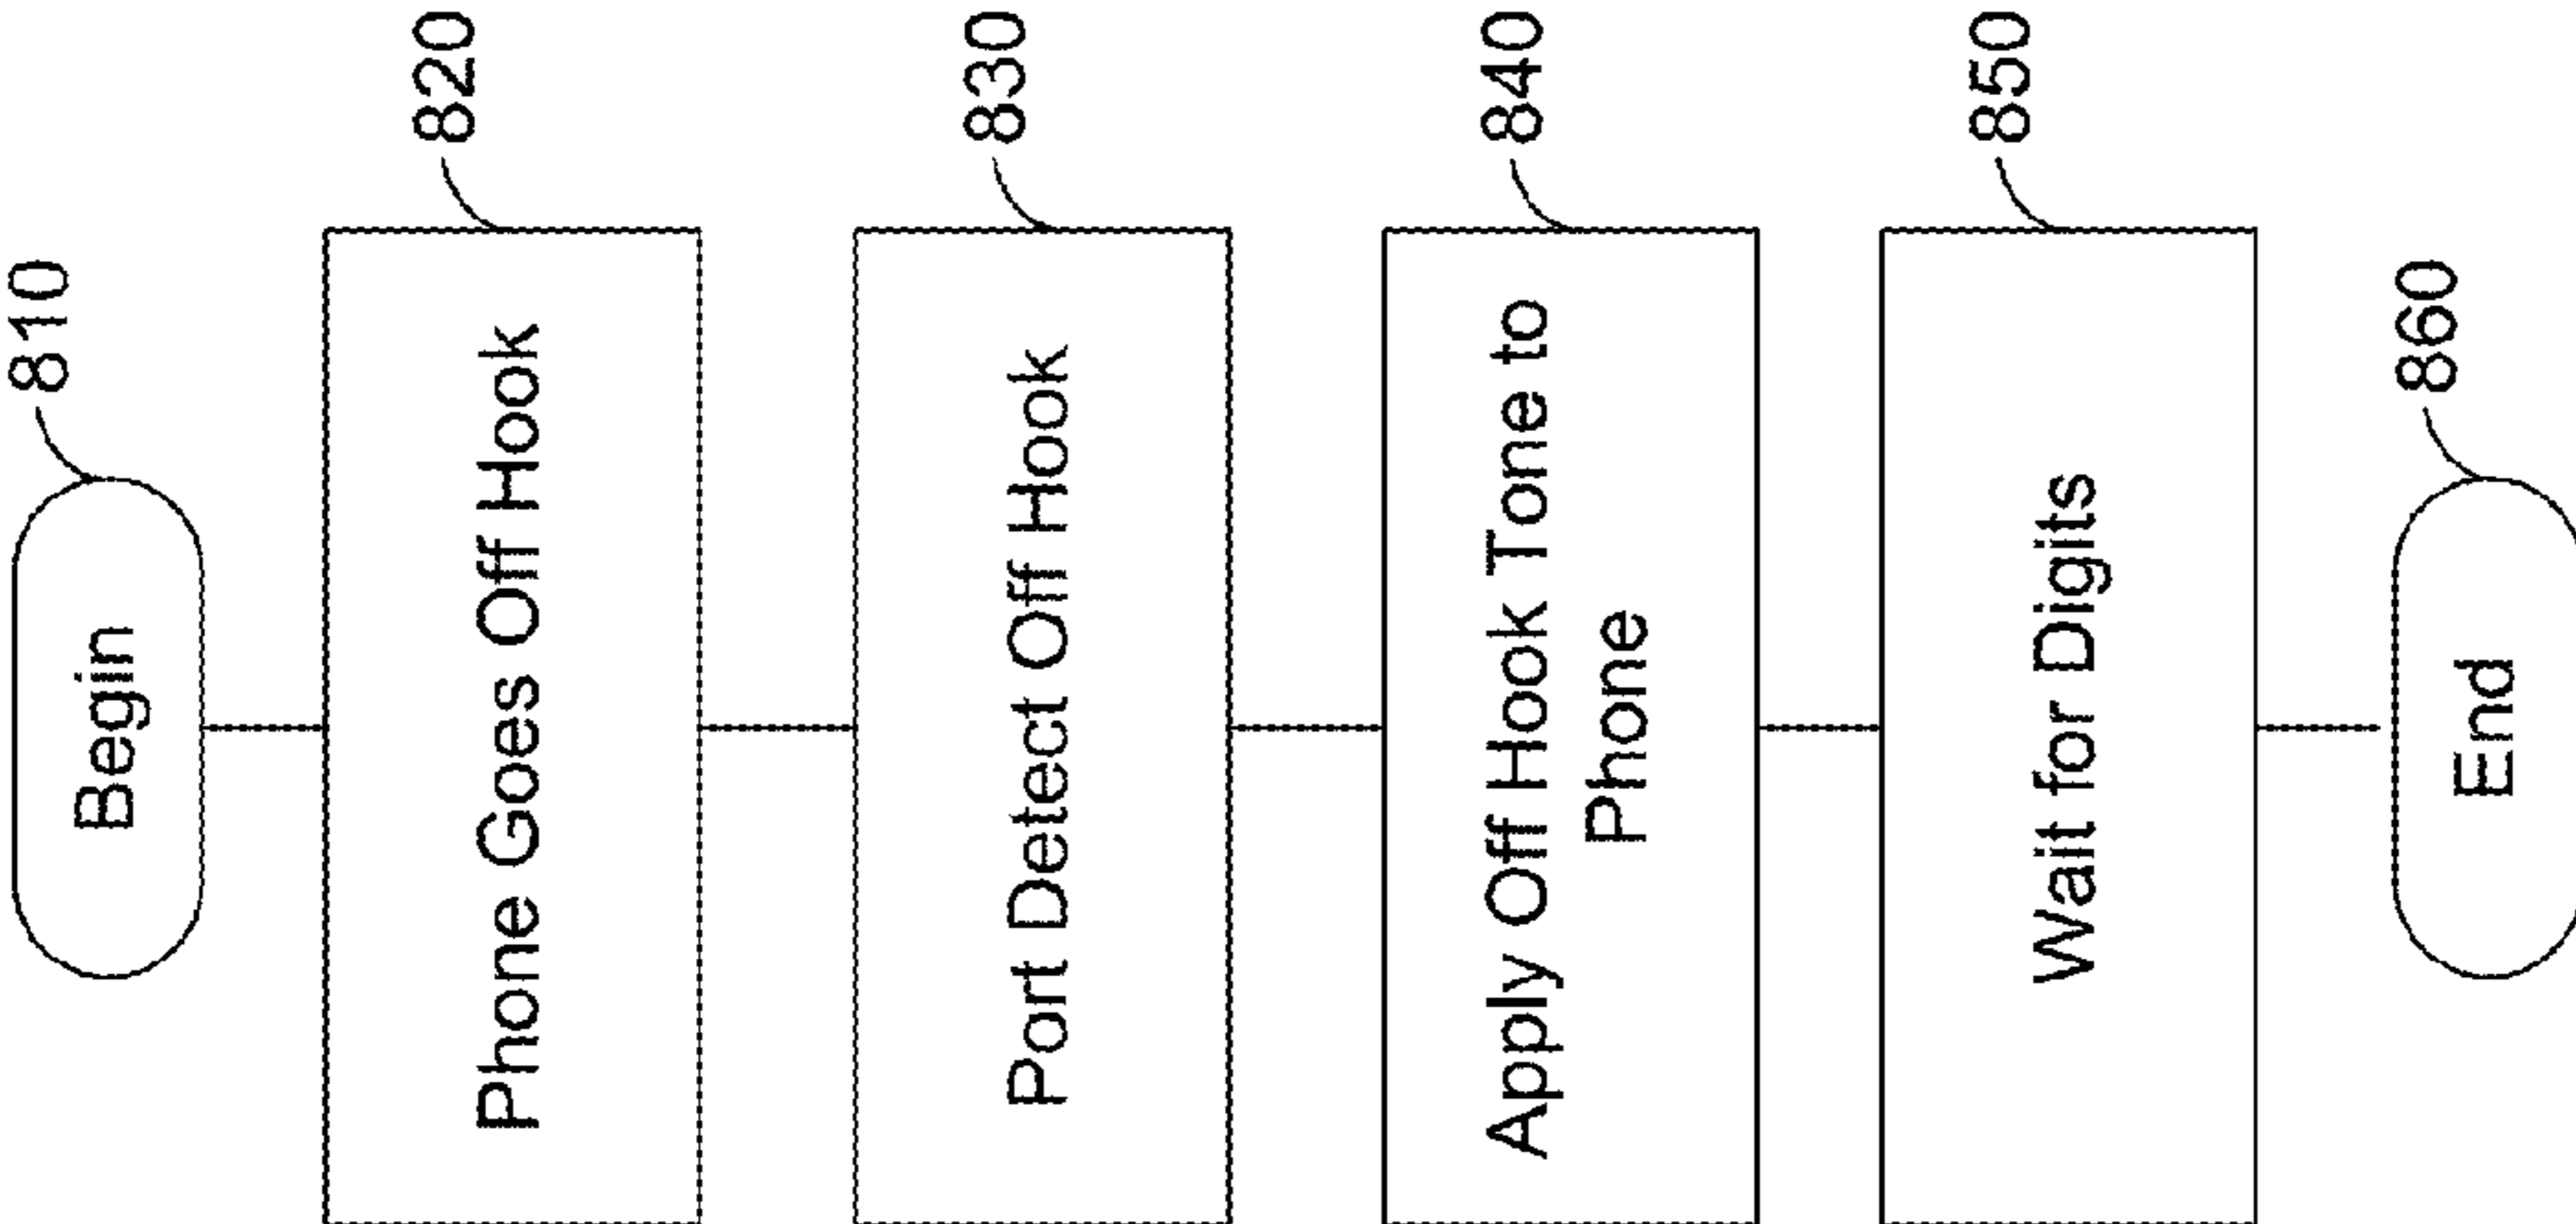 Begin
810
Phone Goes Off Hook
820
Port Detect Off Hook
830
Apply Off Hook Tone to
Phone
840
Wait for Digits
850
End
860